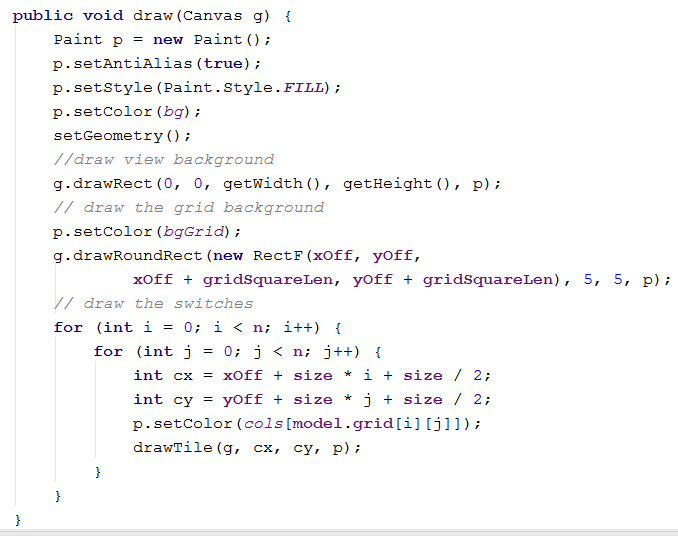 public void draw(Canvas g) {
    Paint p = new Paint();
    p.setAntiAlias(true);
    p.setStyle(Paint.Style.FILL);
    p.setColor(bg);
    setGeometry();
    //draw view background
    g.drawRect(0, 0, getWidth(), getHeight(), p);
    // draw the grid background
    p.setColor(bgGrid);
    g.drawRoundRect(new RectF(xOff, yOff,
            xOff + gridSquareLen, yOff + gridSquareLen), 5, 5, p);
    // draw the switches
    for (int i = 0; i < n; i++) {
        for (int j = 0; j < n; j++) {
            int cx = xOff + size * i + size / 2;
            int cy = yOff + size * j + size / 2;
            p.setColor(cols[model.grid[i][j]]);
            drawTile(g, cx, cy, p);
        }
    }
}